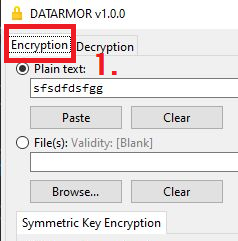 DATARMOR v1.0.0
Encryption Decryption
1.
Plain text:
sfsdfdsfgg
Paste Clear
File(s): Validity: [Blank]
Browse... Clear
Symmetric Key Encryption